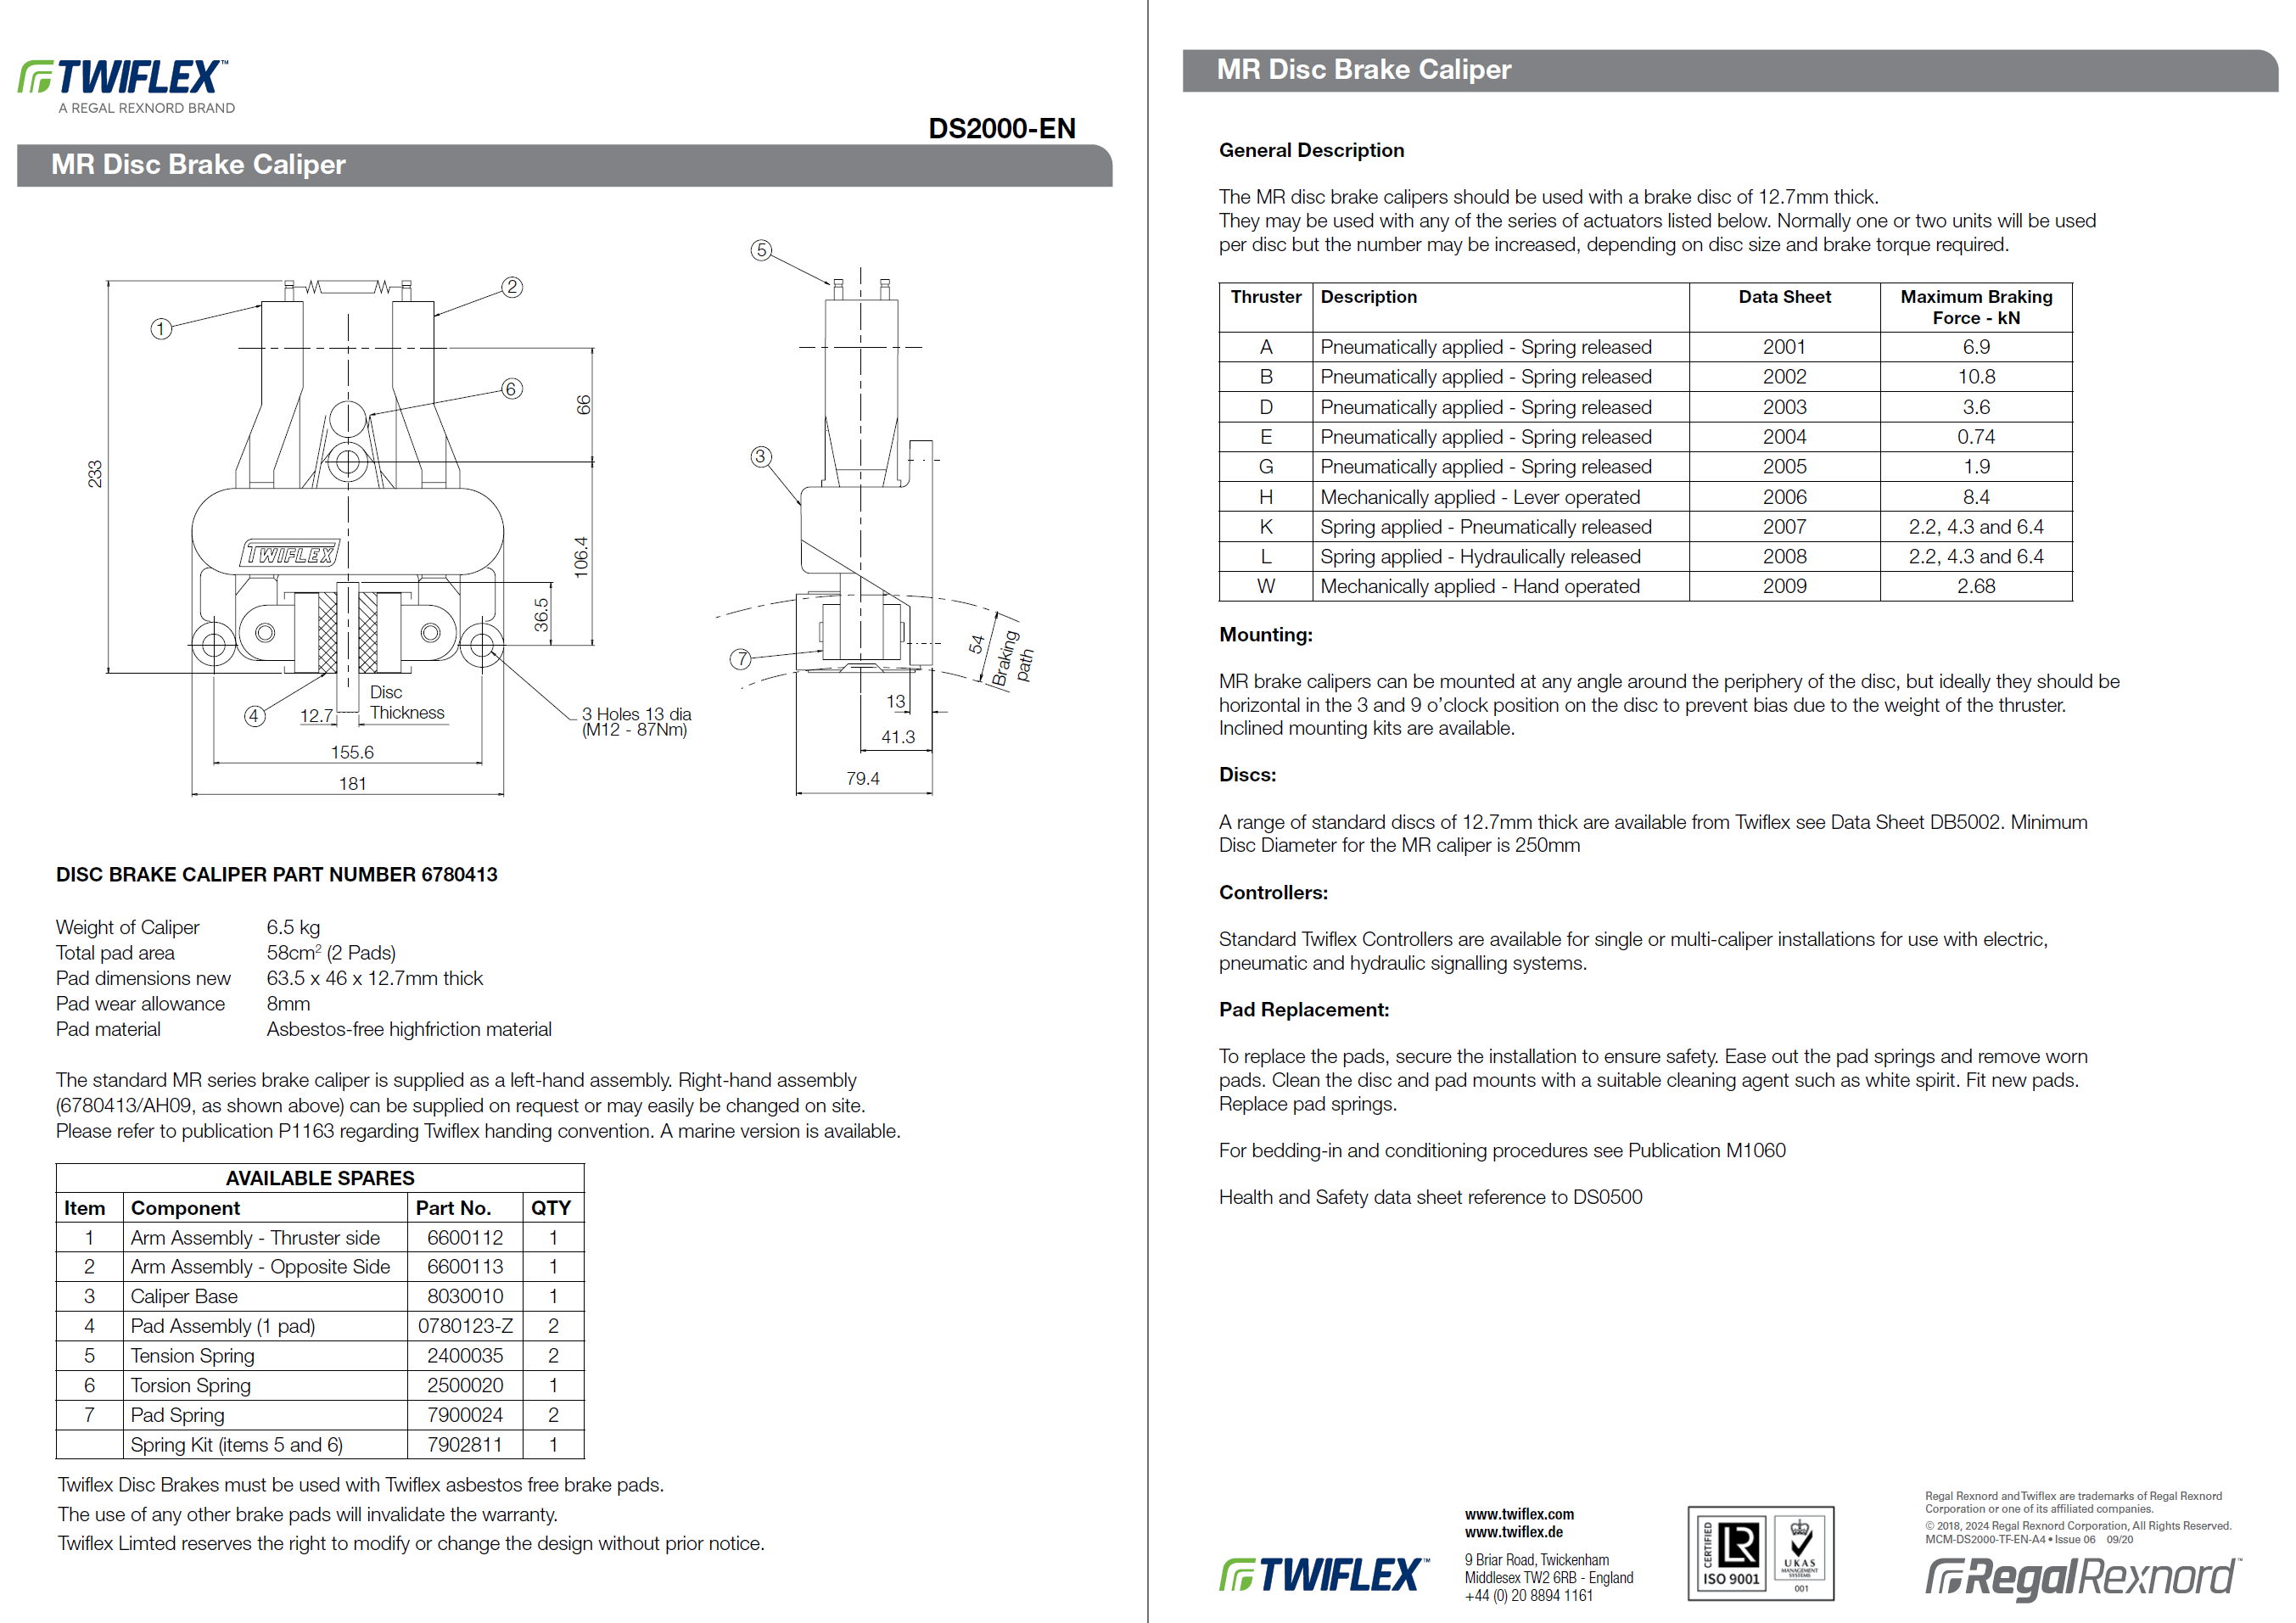 TWIFLEX™
A REGAL REXNORD BRAND
DS2000-EN
MR Disc Brake Caliper
5
2
1
6
66
3
233
TWIFLEX
106.4
36.5
54
Braking
path
7
13
Disc
Thickness
4
12.7
3 Holes 13 dia
(M12 - 87Nm)
41.3
155.6
79.4
181
DISC BRAKE CALIPER PART NUMBER 6780413
Weight of Caliper 6.5 kg
Total pad area 58cm² (2 Pads)
Pad dimensions new 63.5 x 46 x 12.7mm thick
Pad wear allowance 8mm
Pad material Asbestos-free highfriction material
The standard MR series brake caliper is supplied as a left-hand assembly. Right-hand assembly
(6780413/AH09, as shown above) can be supplied on request or may easily be changed on site.
Please refer to publication P1163 regarding Twiflex handing convention. A marine version is available.
AVAILABLE SPARES
Item Component Part No. QTY
1 Arm Assembly - Thruster side 6600112 1
2 Arm Assembly - Opposite Side 6600113 1
3 Caliper Base 8030010 1
4 Pad Assembly (1 pad) 0780123-Z 2
5 Tension Spring 2400035 2
6 Torsion Spring 2500020 1
7 Pad Spring 7900024 2
Spring Kit (items 5 and 6) 7902811 1
Twiflex Disc Brakes must be used with Twiflex asbestos free brake pads.
The use of any other brake pads will invalidate the warranty.
Twiflex Limted reserves the right to modify or change the design without prior notice.
MR Disc Brake Caliper
General Description
The MR disc brake calipers should be used with a brake disc of 12.7mm thick.
They may be used with any of the series of actuators listed below. Normally one or two units will be used
per disc but the number may be increased, depending on disc size and brake torque required.
Thruster Description Data Sheet Maximum Braking
Force - kN
A Pneumatically applied - Spring released 2001 6.9
B Pneumatically applied - Spring released 2002 10.8
D Pneumatically applied - Spring released 2003 3.6
E Pneumatically applied - Spring released 2004 0.74
G Pneumatically applied - Spring released 2005 1.9
H Mechanically applied - Lever operated 2006 8.4
K Spring applied - Pneumatically released 2007 2.2, 4.3 and 6.4
L Spring applied - Hydraulically released 2008 2.2, 4.3 and 6.4
W Mechanically applied - Hand operated 2009 2.68
Mounting:
MR brake calipers can be mounted at any angle around the periphery of the disc, but ideally they should be
horizontal in the 3 and 9 o’clock position on the disc to prevent bias due to the weight of the thruster.
Inclined mounting kits are available.
Discs:
A range of standard discs of 12.7mm thick are available from Twiflex see Data Sheet DB5002. Minimum
Disc Diameter for the MR caliper is 250mm
Controllers:
Standard Twiflex Controllers are available for single or multi-caliper installations for use with electric,
pneumatic and hydraulic signalling systems.
Pad Replacement:
To replace the pads, secure the installation to ensure safety. Ease out the pad springs and remove worn
pads. Clean the disc and pad mounts with a suitable cleaning agent such as white spirit. Fit new pads.
Replace pad springs.
For bedding-in and conditioning procedures see Publication M1060
Health and Safety data sheet reference to DS0500
TWIFLEX™
www.twiflex.com
www.twiflex.de
9 Briar Road, Twickenham
Middlesex TW2 6RB - England
+44 (0) 20 8894 1161
CERTIFIED
LR
ISO 9001
UKAS
MANAGEMENT
SYSTEMS
001
Regal Rexnord and Twiflex are trademarks of Regal Rexnord
Corporation or one of its affiliated companies.
© 2018, 2024 Regal Rexnord Corporation, All Rights Reserved.
MCM-DS2000-TF-EN-A4 • Issue 06 09/20
RegalRexnord™